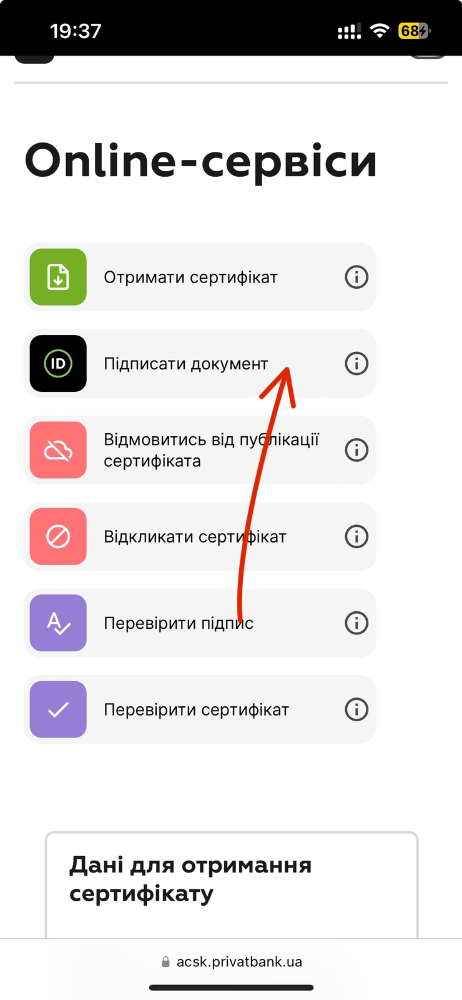 19:37
68
Online-сервіси
Отримати сертифікат
ID
Підписати документ
Відмовитись від публікації
сертифіката
Відкликати сертифікат
Перевірити підпис
Перевірити сертифікат
Дані для отримання
сертифікату
acsk.privatbank.ua